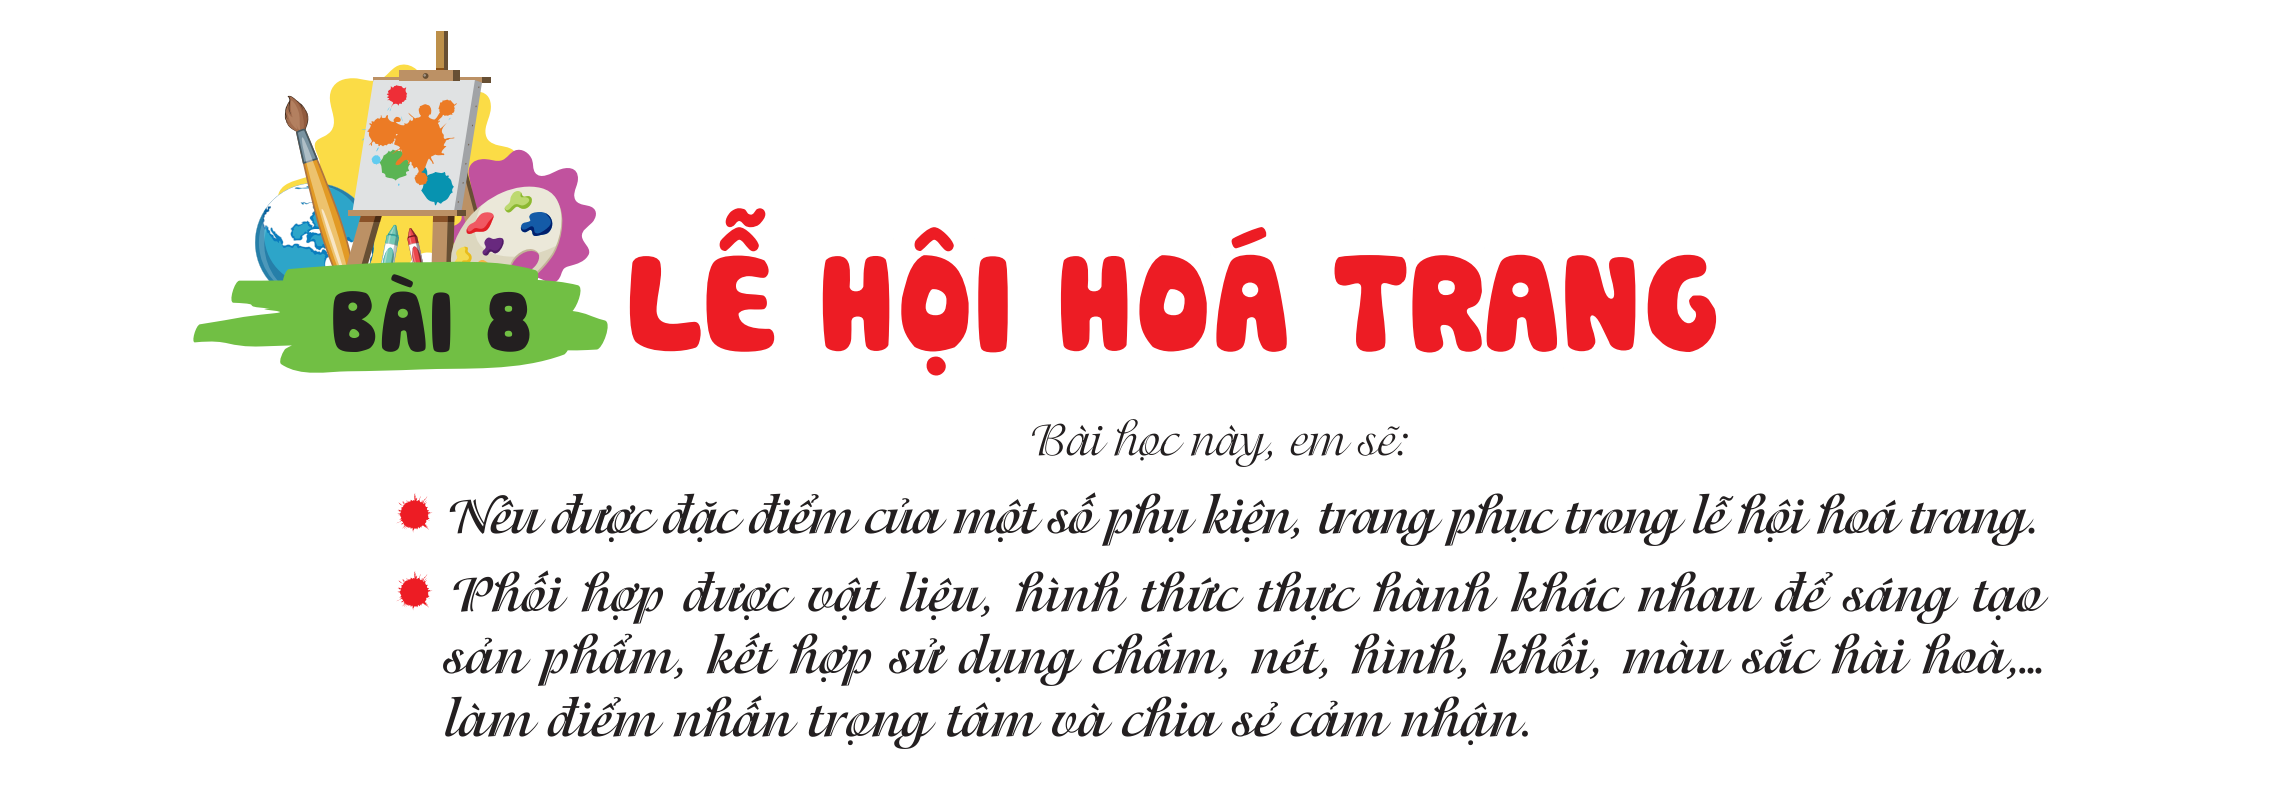 BÀI 8 LỄ HỘI HOÁ TRANG
Bài học này, em sẽ:
Nêu được đặc điểm của một số phụ kiện, trang phục trong lễ hội hoá trang.
Phối hợp được vật liệu, hình thức thực hành khác nhau để sáng tạo
sản phẩm, kết hợp sử dụng chấm, nét, hình, khối, màu sắc hài hoà,...
làm điểm nhấn trọng tâm và chia sẻ cảm nhận.